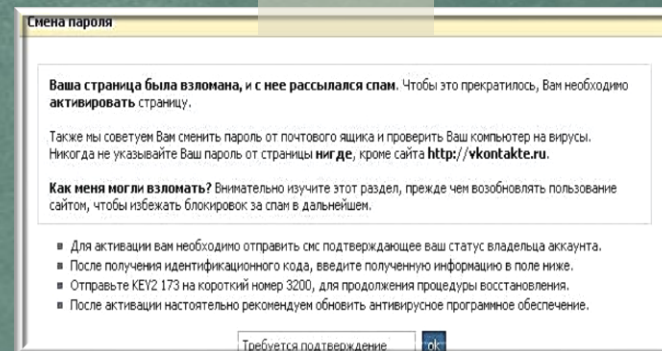 Смена пароля
Ваша страница была взломана, и с нее рассылался спам. Чтобы это прекратилось, Вам необходимо
активировать страницу.
Также мы советуем Вам сменить пароль от почтового ящика и проверить Ваш компьютер на вирусы.
Никогда не указывайте Ваш пароль от страницы нигде, кроме сайта http://vkontakte.ru.
Как меня могли взломать? Внимательно изучите этот раздел, прежде чем возобновлять пользование
сайтом, чтобы избежать блокировок за спам в дальнейшем.
Для активации вам необходимо отправить смс подтверждающее ваш статус владельца аккаунта.
После получения идентификационного кода, введите полученную информацию в поле ниже.
Отправьте KEV2 173 на короткий номер 3200, для продолжения процедуры восстановления.
После активации настоятельно рекомендуем обновить антивирусное программное обеспечение.
Требуется подтверждение ok